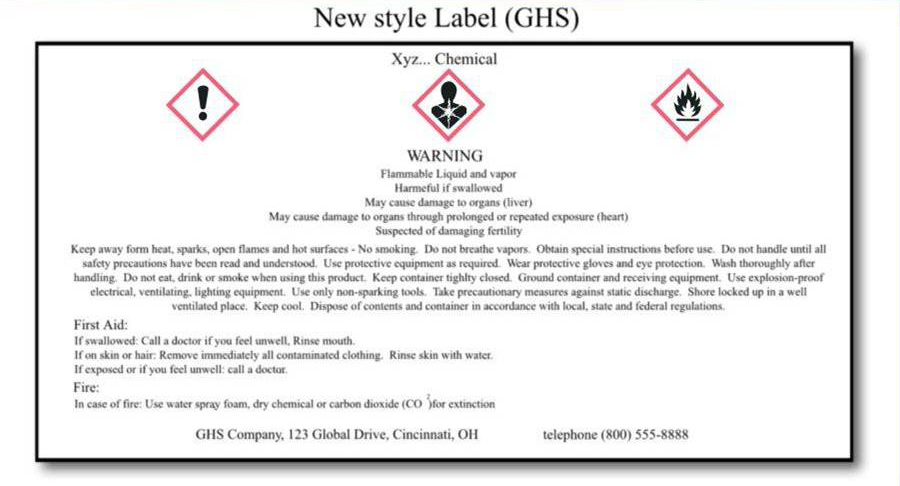 New style Label (GHS)
Xyz... Chemical
WARNING
Flammable Liquid and vapor
Harmeful if swallowed
May cause damage to organs (liver)
May cause damage to organs through prolonged or repeated exposure (heart)
Suspected of damaging fertility
Keep away form heat, sparks, open flames and hot surfaces - No smoking. Do not breathe vapors. Obtain special instructions before use. Do not handle until all
safety precautions have been read and understood. Use protective equipment as required. Wear protective gloves and eye protection. Wash thoroughly after
handling. Do not eat, drink or smoke when using this product. Keep container tighlty closed. Ground container and receiving equipment. Use explosion-proof
electrical, ventilating, lighting equipment. Use only non-sparking tools. Take precautionary measures against static discharge. Shore locked up in a well
ventilated place. Keep cool. Dispose of contents and container in accordance with local, state and federal regulations.
First Aid:
If swallowed: Call a doctor if you feel unwell, Rinse mouth.
If on skin or hair: Remove immediately all contaminated clothing. Rinse skin with water.
If exposed or if you feel unwell: call a doctor.
Fire:
In case of fire: Use water spray foam, dry chemical or carbon dioxide (CO ²)for extinction
GHS Company, 123 Global Drive, Cincinnati, OH telephone (800) 555-8888